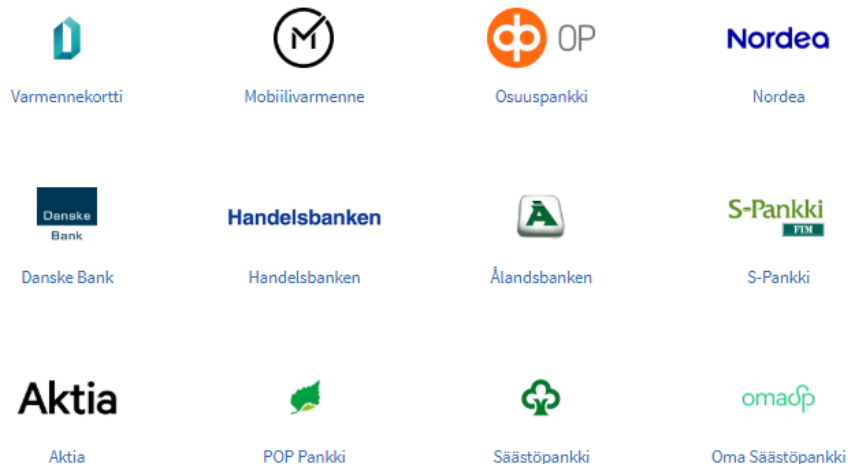 M
OP
Nordea
Varmennekortti
Mobiilivarmenne
Osuuspankki
Nordea
Danske
Bank
Handelsbanken
Å
S-Pankki
FIM
Danske Bank
Handelsbanken
Ålandsbanken
S-Pankki
Aktia
omasp
Aktia
POP Pankki
Säästöpankki
Oma Säästöpankki